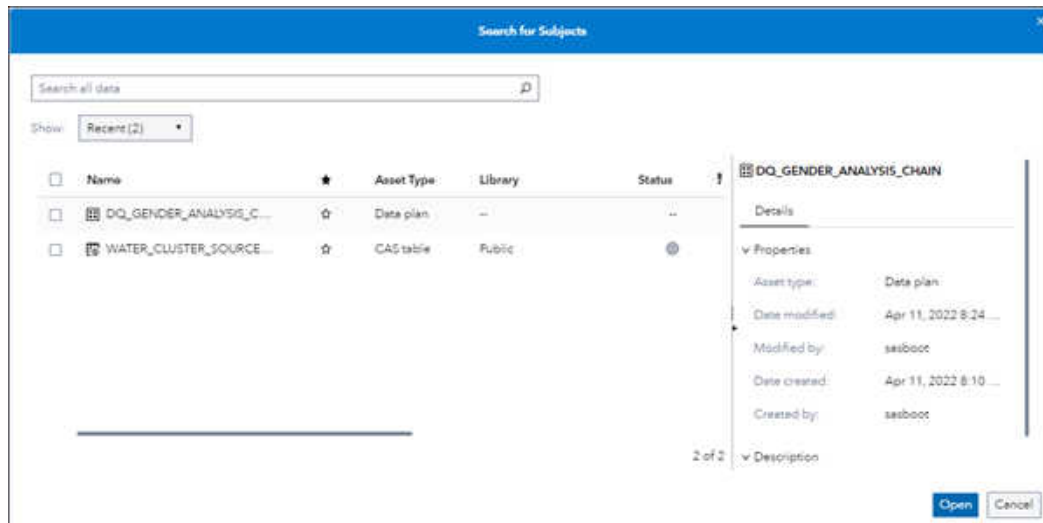 Search for Subjects
Search all data
Show: Recent (2)
Name Asset Type Library Status
DQ_GENDER_ANALYSIS_C... Data plan -- --
WATER_CLUSTER_SOURCE... CAS table Public
2 of 2
DQ_GENDER_ANALYSIS_CHAIN
Details
Properties
Asset type: Data plan
Date modified: Apr 11, 2022 8:24 ...
Modified by: sasboot
Date created: Apr 11, 2022 8:10 ...
Created by: sasboot
Description
Open Cancel